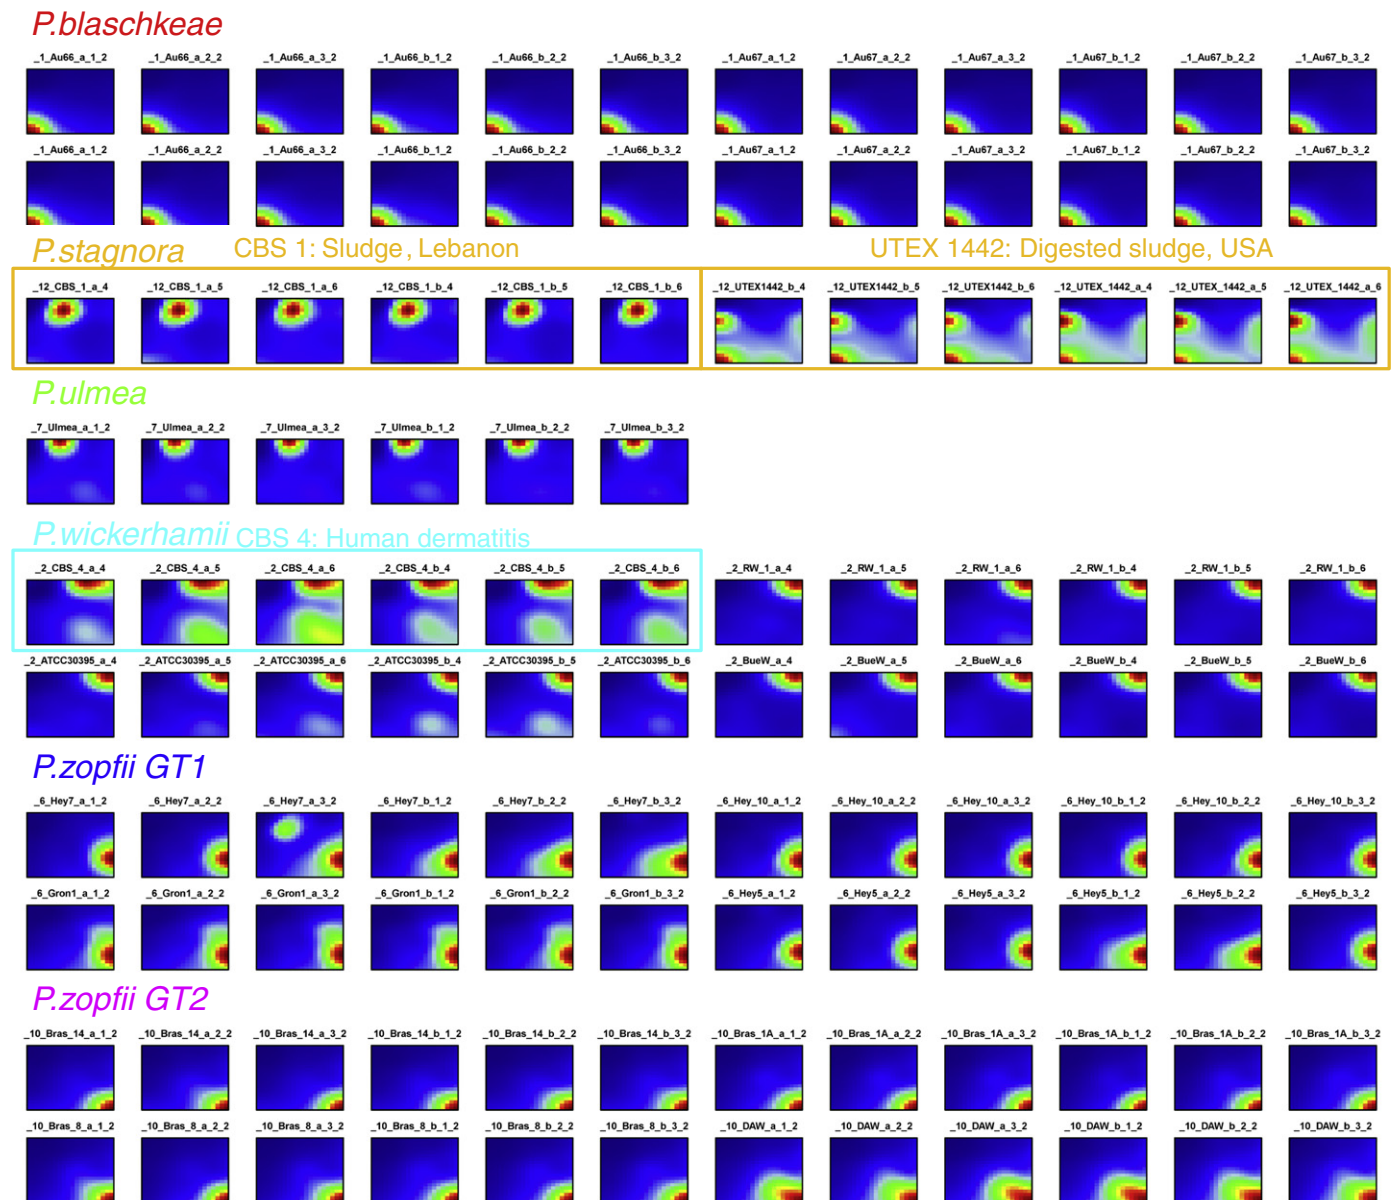 P.blaschkeae
_1_Au66_a_1_2 _1_Au66_a_2_2 _1_Au66_a_3_2 _1_Au66_b_1_2 _1_Au66_b_2_2 _1_Au66_b_3_2 _1_Au67_a_1_2 _1_Au67_a_2_2 _1_Au67_a_3_2 _1_Au67_b_1_2 _1_Au67_b_2_2 _1_Au67_b_3_2
_1_Au66_a_1_2 _1_Au66_a_2_2 _1_Au66_a_3_2 _1_Au66_b_1_2 _1_Au66_b_2_2 _1_Au66_b_3_2 _1_Au67_a_1_2 _1_Au67_a_2_2 _1_Au67_a_3_2 _1_Au67_b_1_2 _1_Au67_b_2_2 _1_Au67_b_3_2
P.stagnora CBS 1: Sludge, Lebanon UTEX 1442: Digested sludge, USA
_12_CBS_1_a_4 _12_CBS_1_a_5 _12_CBS_1_a_6 _12_CBS_1_b_4 _12_CBS_1_b_5 _12_CBS_1_b_6 _12_UTEX1442_b_4 _12_UTEX1442_b_5 _12_UTEX1442_b_6 _12_UTEX_1442_a_4 _12_UTEX_1442_a_5 _12_UTEX_1442_a_6
P.ulmea
_7_Ulmea_a_1_2 _7_Ulmea_a_2_2 _7_Ulmea_a_3_2 _7_Ulmea_b_1_2 _7_Ulmea_b_2_2 _7_Ulmea_b_3_2
P.wickerhamii CBS 4: Human dermatitis
_2_CBS_4_a_4 _2_CBS_4_a_5 _2_CBS_4_a_6 _2_CBS_4_b_4 _2_CBS_4_b_5 _2_CBS_4_b_6 _2_RW_1_a_4 _2_RW_1_a_5 _2_RW_1_a_6 _2_RW_1_b_4 _2_RW_1_b_5 _2_RW_1_b_6
_2_ATCC30395_a_4 _2_ATCC30395_a_5 _2_ATCC30395_a_6 _2_ATCC30395_b_4 _2_ATCC30395_b_5 _2_ATCC30395_b_6 _2_BueW_a_4 _2_BueW_a_5 _2_BueW_a_6 _2_BueW_b_4 _2_BueW_b_5 _2_BueW_b_6
P.zopfii GT1
_6_Hey7_a_1_2 _6_Hey7_a_2_2 _6_Hey7_a_3_2 _6_Hey7_b_1_2 _6_Hey7_b_2_2 _6_Hey7_b_3_2 _6_Hey_10_a_1_2 _6_Hey_10_a_2_2 _6_Hey_10_a_3_2 _6_Hey_10_b_1_2 _6_Hey_10_b_2_2 _6_Hey_10_b_3_2
_6_Gron1_a_1_2 _6_Gron1_a_2_2 _6_Gron1_a_3_2 _6_Gron1_b_1_2 _6_Gron1_b_2_2 _6_Gron1_b_3_2 _6_Hey5_a_1_2 _6_Hey5_a_2_2 _6_Hey5_a_3_2 _6_Hey5_b_1_2 _6_Hey5_b_2_2 _6_Hey5_b_3_2
P.zopfii GT2
_10_Bras_14_a_1_2 _10_Bras_14_a_2_2 _10_Bras_14_a_3_2 _10_Bras_14_b_1_2 _10_Bras_14_b_2_2 _10_Bras_14_b_3_2 _10_Bras_1A_a_1_2 _10_Bras_1A_a_2_2 _10_Bras_1A_a_3_2 _10_Bras_1A_b_1_2 _10_Bras_1A_b_2_2 _10_Bras_1A_b_3_2
_10_Bras_8_a_1_2 _10_Bras_8_a_2_2 _10_Bras_8_a_3_2 _10_Bras_8_b_1_2 _10_Bras_8_b_2_2 _10_Bras_8_b_3_2 _10_DAW_a_1_2 _10_DAW_a_2_2 _10_DAW_a_3_2 _10_DAW_b_1_2 _10_DAW_b_2_2 _10_DAW_b_3_2